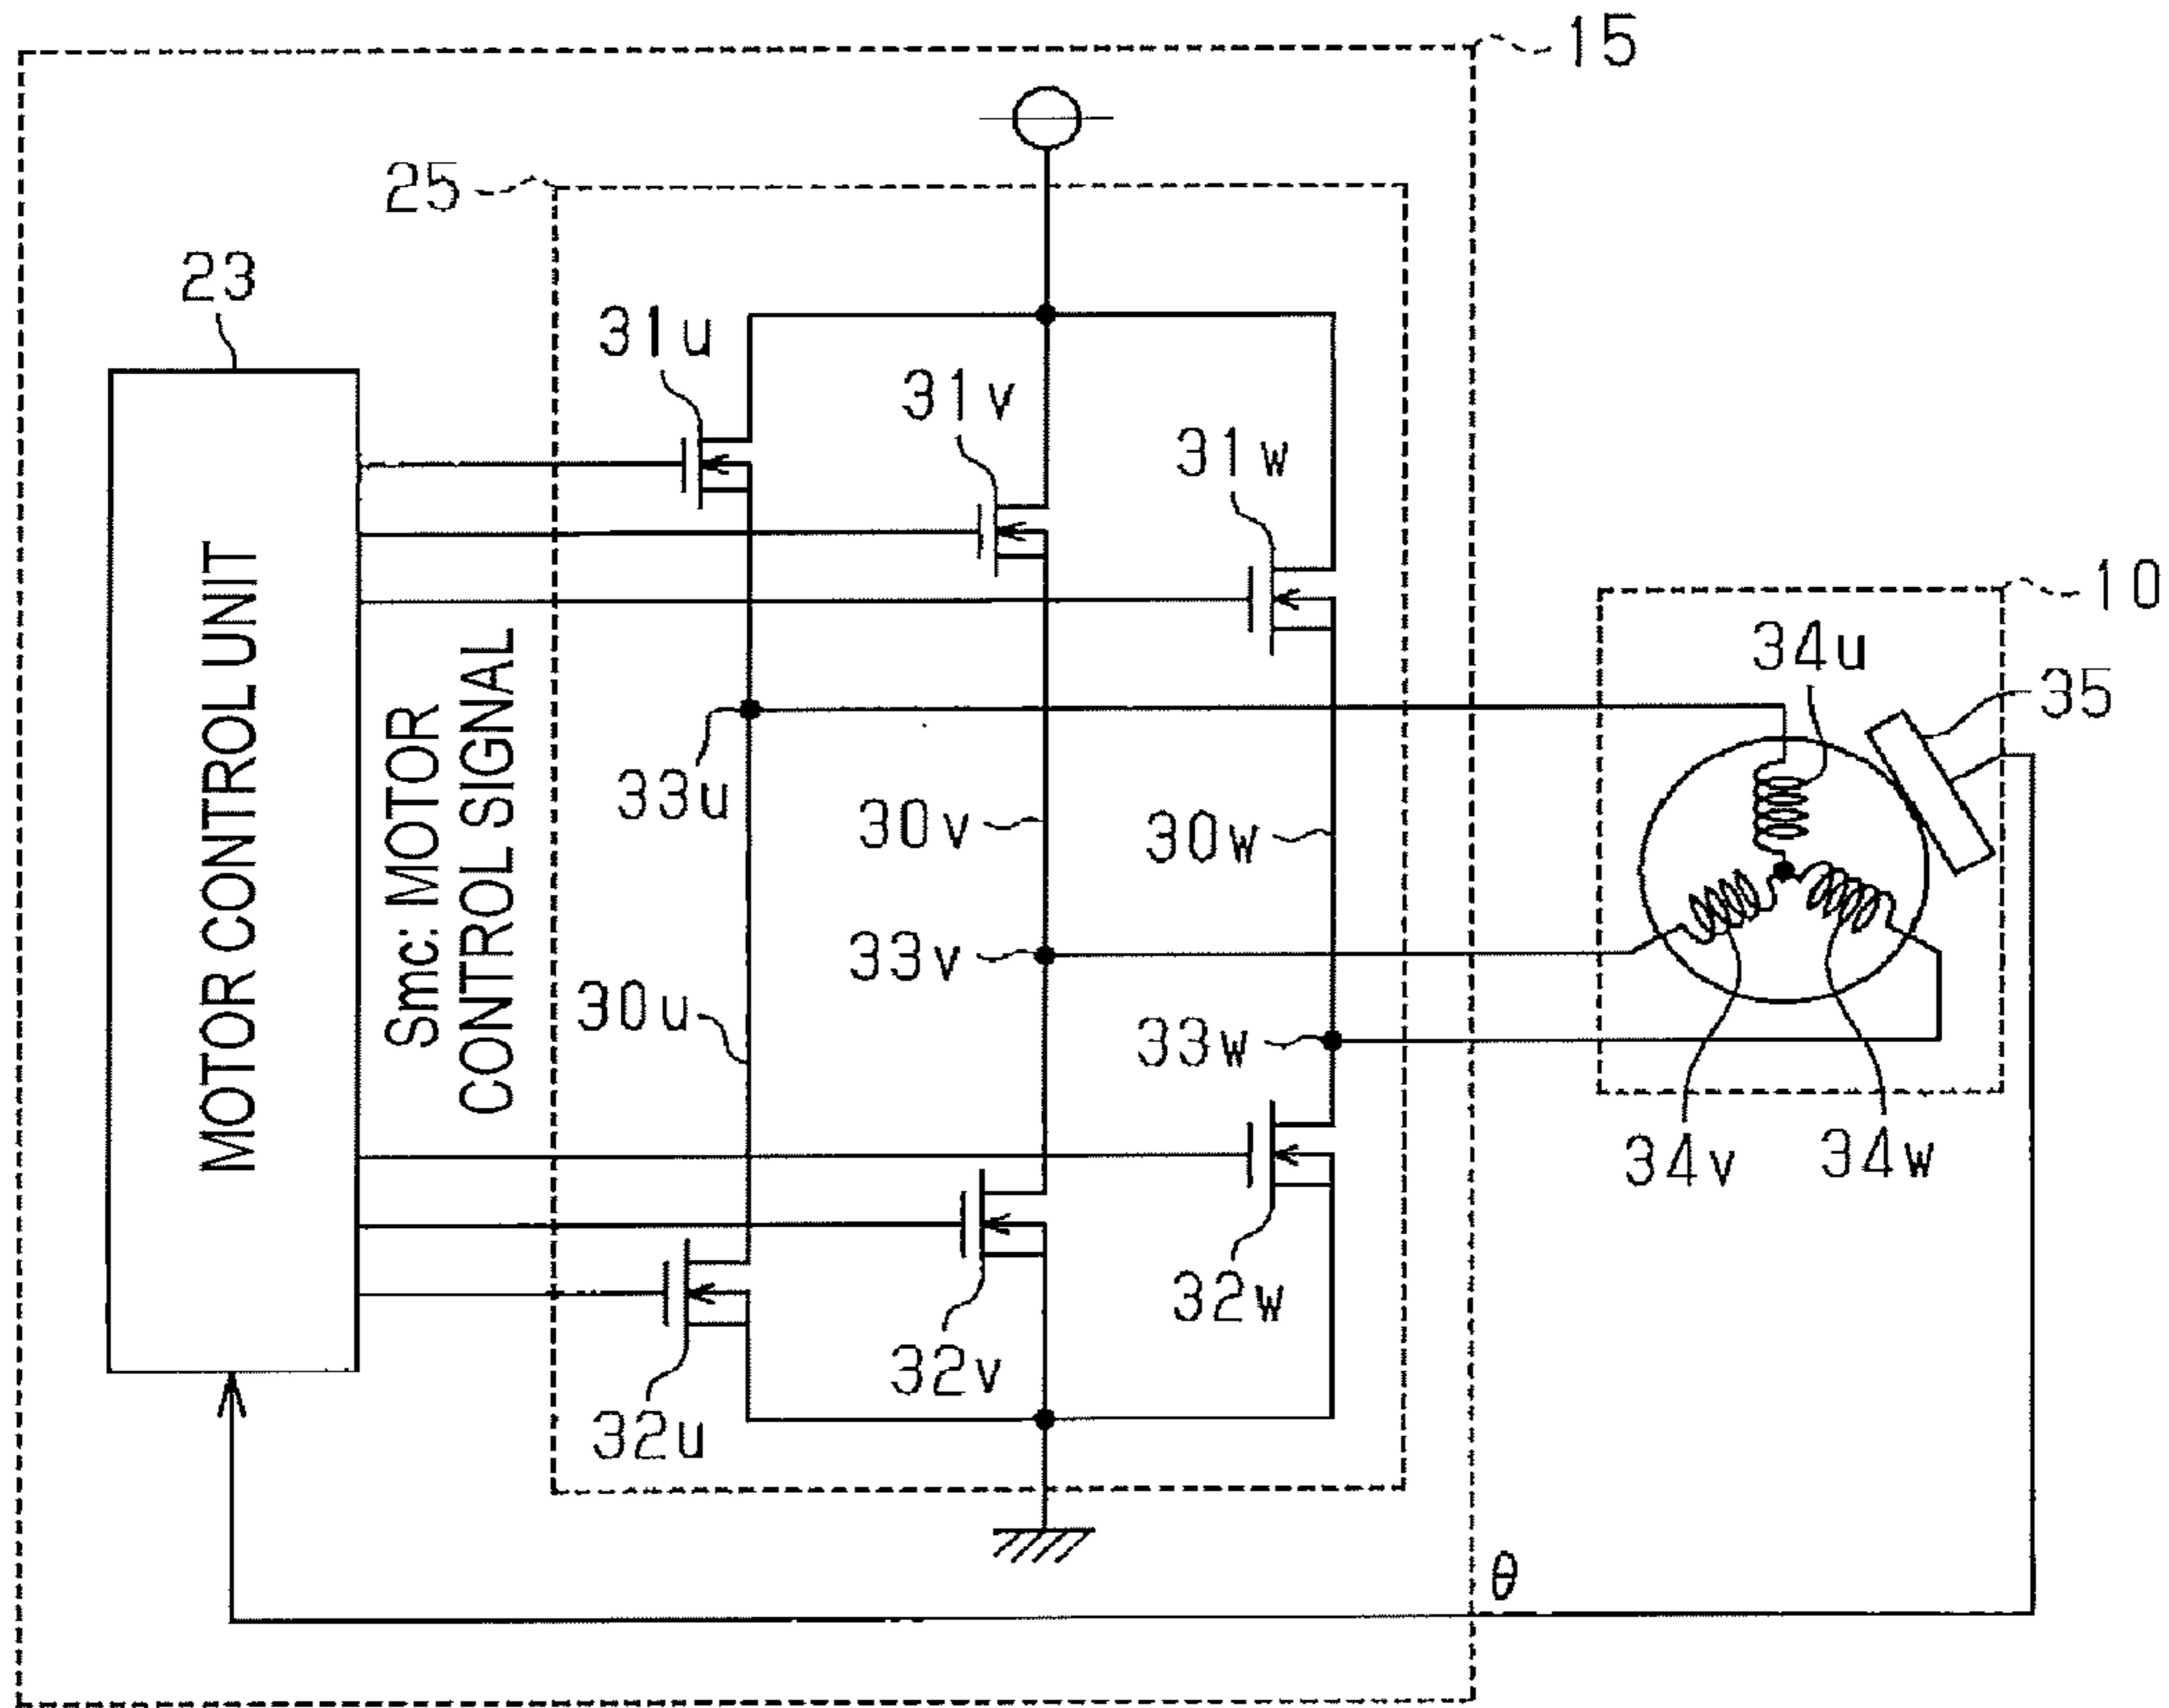 15
25
23
31u
31v
31w
10
34u
35
MOTOR CONTROL UNIT
Smc: MOTOR
CONTROL SIGNAL
33u
30v
30w
33v
30u
33w
34v
34w
32w
32v
32u
θ